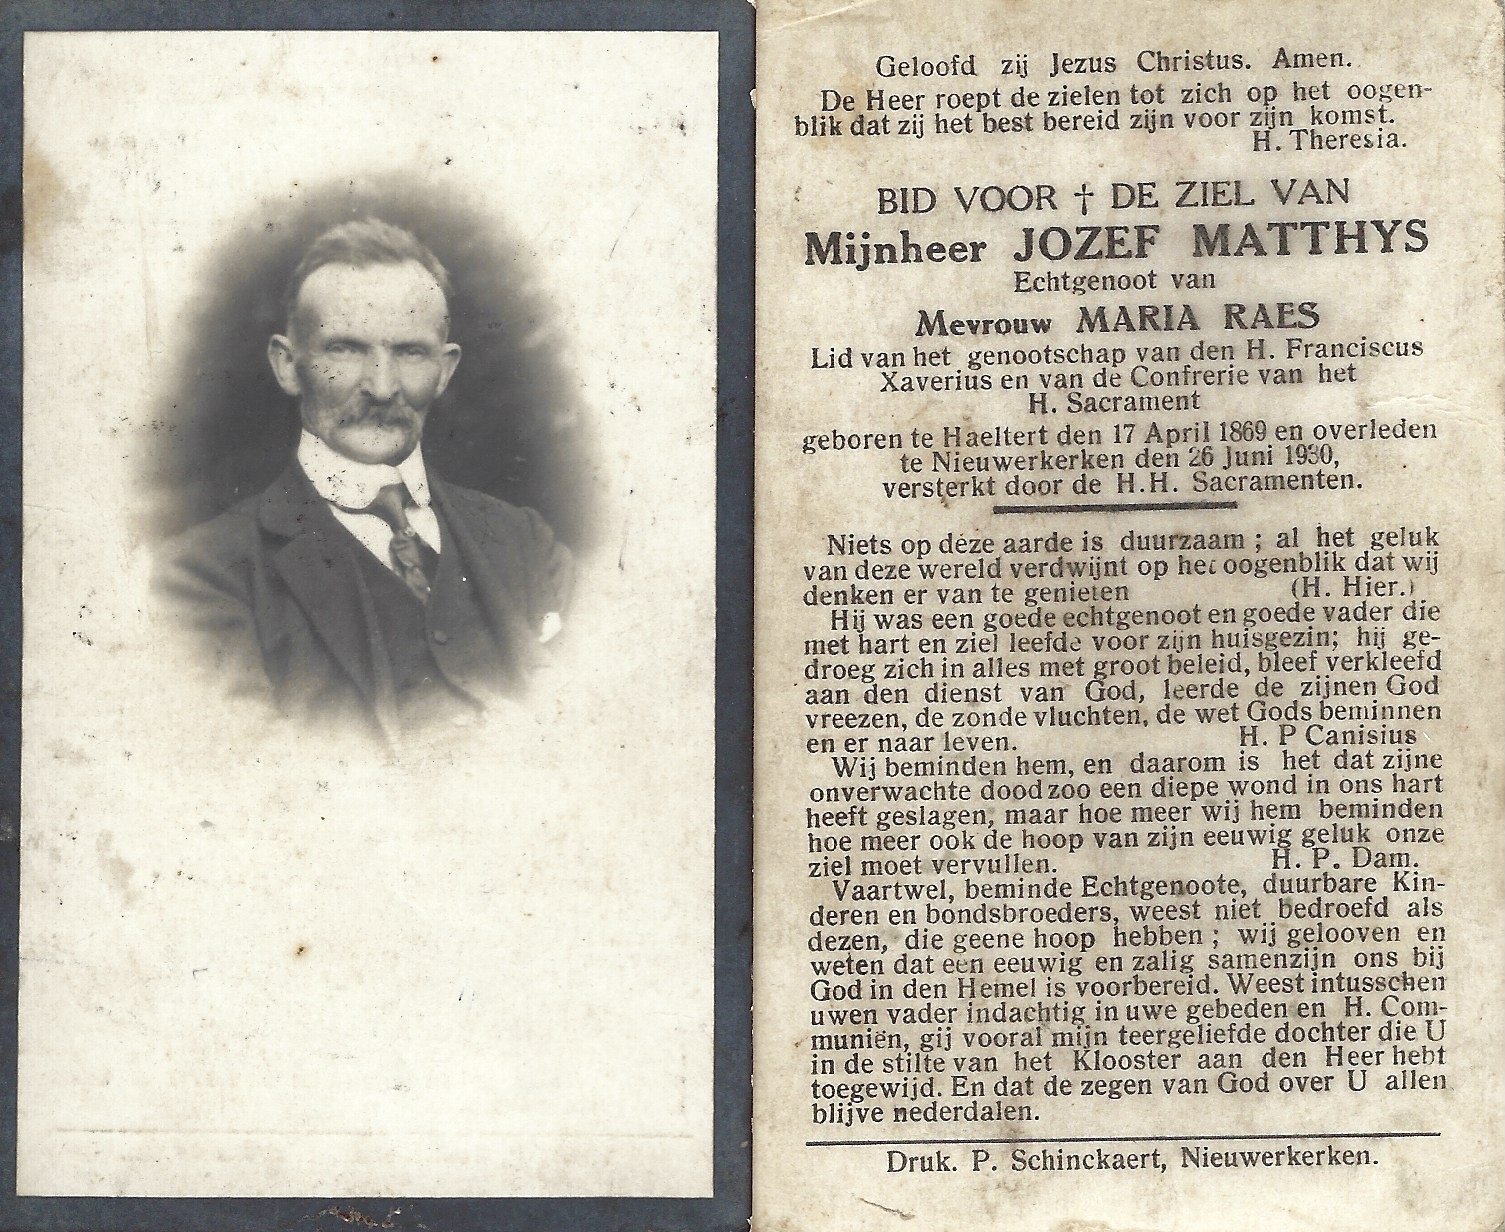 Geloofd zij Jezus Christus. Amen.
De Heer roept de zielen tot zich op het oogen-
blik dat zij het best bereid zijn voor zijn komst.
H. Theresia.
BID VOOR † DE ZIEL VAN
Mijnheer JOZEF MATTHYS
Echtgenoot van
Mevrouw MARIA RAES
Lid van het genootschap van den H. Franciscus
Xaverius en van de Confrerie van het
H. Sacrament
geboren te Haeltert den 17 April 1869 en overleden
te Nieuwerkerken den 26 Juni 1930,
versterkt door de H.H. Sacramenten.
Niets op deze aarde is duurzaam ; al het geluk
van deze wereld verdwijnt op het oogenblik dat wij
denken er van te genieten (H. Hier.)
Hij was een goede echtgenoot en goede vader die
met hart en ziel leefde voor zijn huisgezin; hij ge-
droeg zich in alles met groot beleid, bleef verkleefd
aan den dienst van God, leerde de zijnen God
vreezen, de zonde vluchten, de wet Gods beminnen
en er naar leven. H. P Canisius
Wij beminden hem, en daarom is het dat zijne
onverwachte dood zoo een diepe wond in ons hart
heeft geslagen, maar hoe meer wij hem beminden
hoe meer ook de hoop van zijn eeuwig geluk onze
ziel moet vervullen. H. P. Dam.
Vaartwel, beminde Echtgenoote, duurbare Kin-
deren en bondsbroeders, weest niet bedroefd als
dezen, die geene hoop hebben ; wij gelooven en
weten dat een eeuwig en zalig samenzijn ons bij
God in den Hemel is voorbereid. Weest intusschen
uwen vader indachtig in uwe gebeden en H. Com-
muniën, gij vooral mijn teergeliefde dochter die U
in de stilte van het Klooster aan den Heer hebt
toegewijd. En dat de zegen van God over U allen
blijve nederdalen.
Druk. P. Schinckaert, Nieuwerkerken.